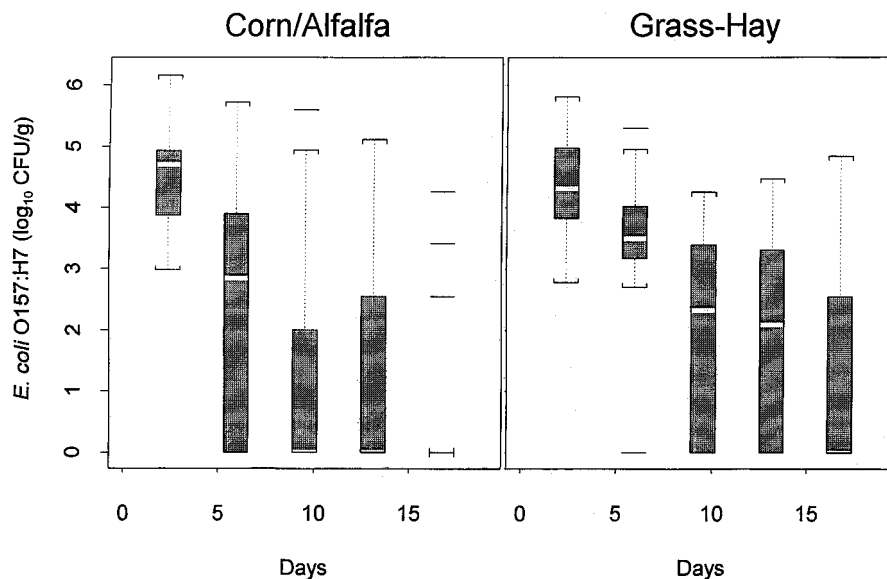 Corn/Alfalfa
Grass-Hay
E. coli O157:H7 (log₁₀ CFU/g)
6
5
4
3
2
1
0
0 5 10 15
0 5 10 15
Days
Days